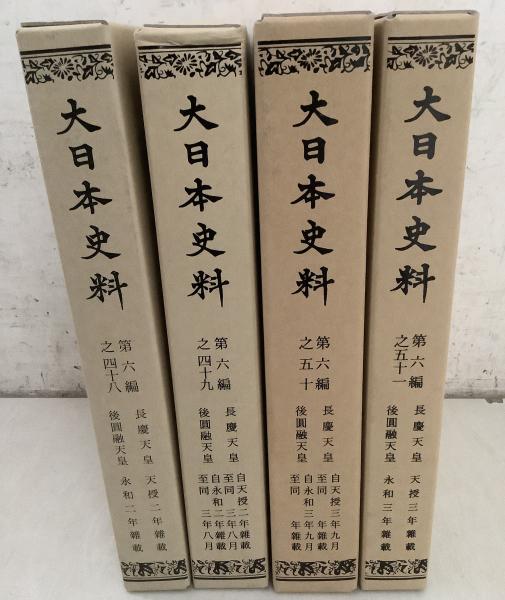 大日本史料
第六編
之四十八
長慶天皇 天授二年雜載
後圓融天皇 永和二年雜載
大日本史料
第六編
之四十九
長慶天皇
自天授二年雜載
至同 三年八月
後圓融天皇
自永和二年雜載
至同 三年八月
大日本史料
第六編
之五十
長慶天皇
自天授三年九月
至同 三年雜載
後圓融天皇
自永和三年九月
至同 三年雜載
大日本史料
第六編
之五十一
長慶天皇 天授三年雜載
後圓融天皇 永和三年雜載